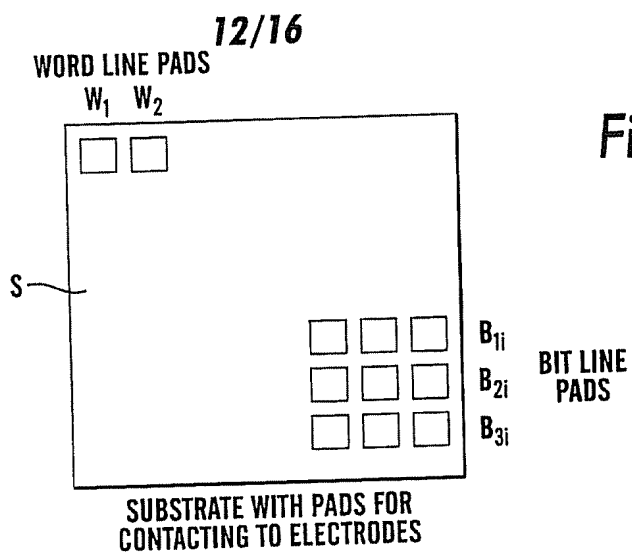 12/16
WORD LINE PADS
W₁ W₂
S
B₁ᵢ
B₂ᵢ
B₃ᵢ
BIT LINE
PADS
SUBSTRATE WITH PADS FOR
CONTACTING TO ELECTRODES